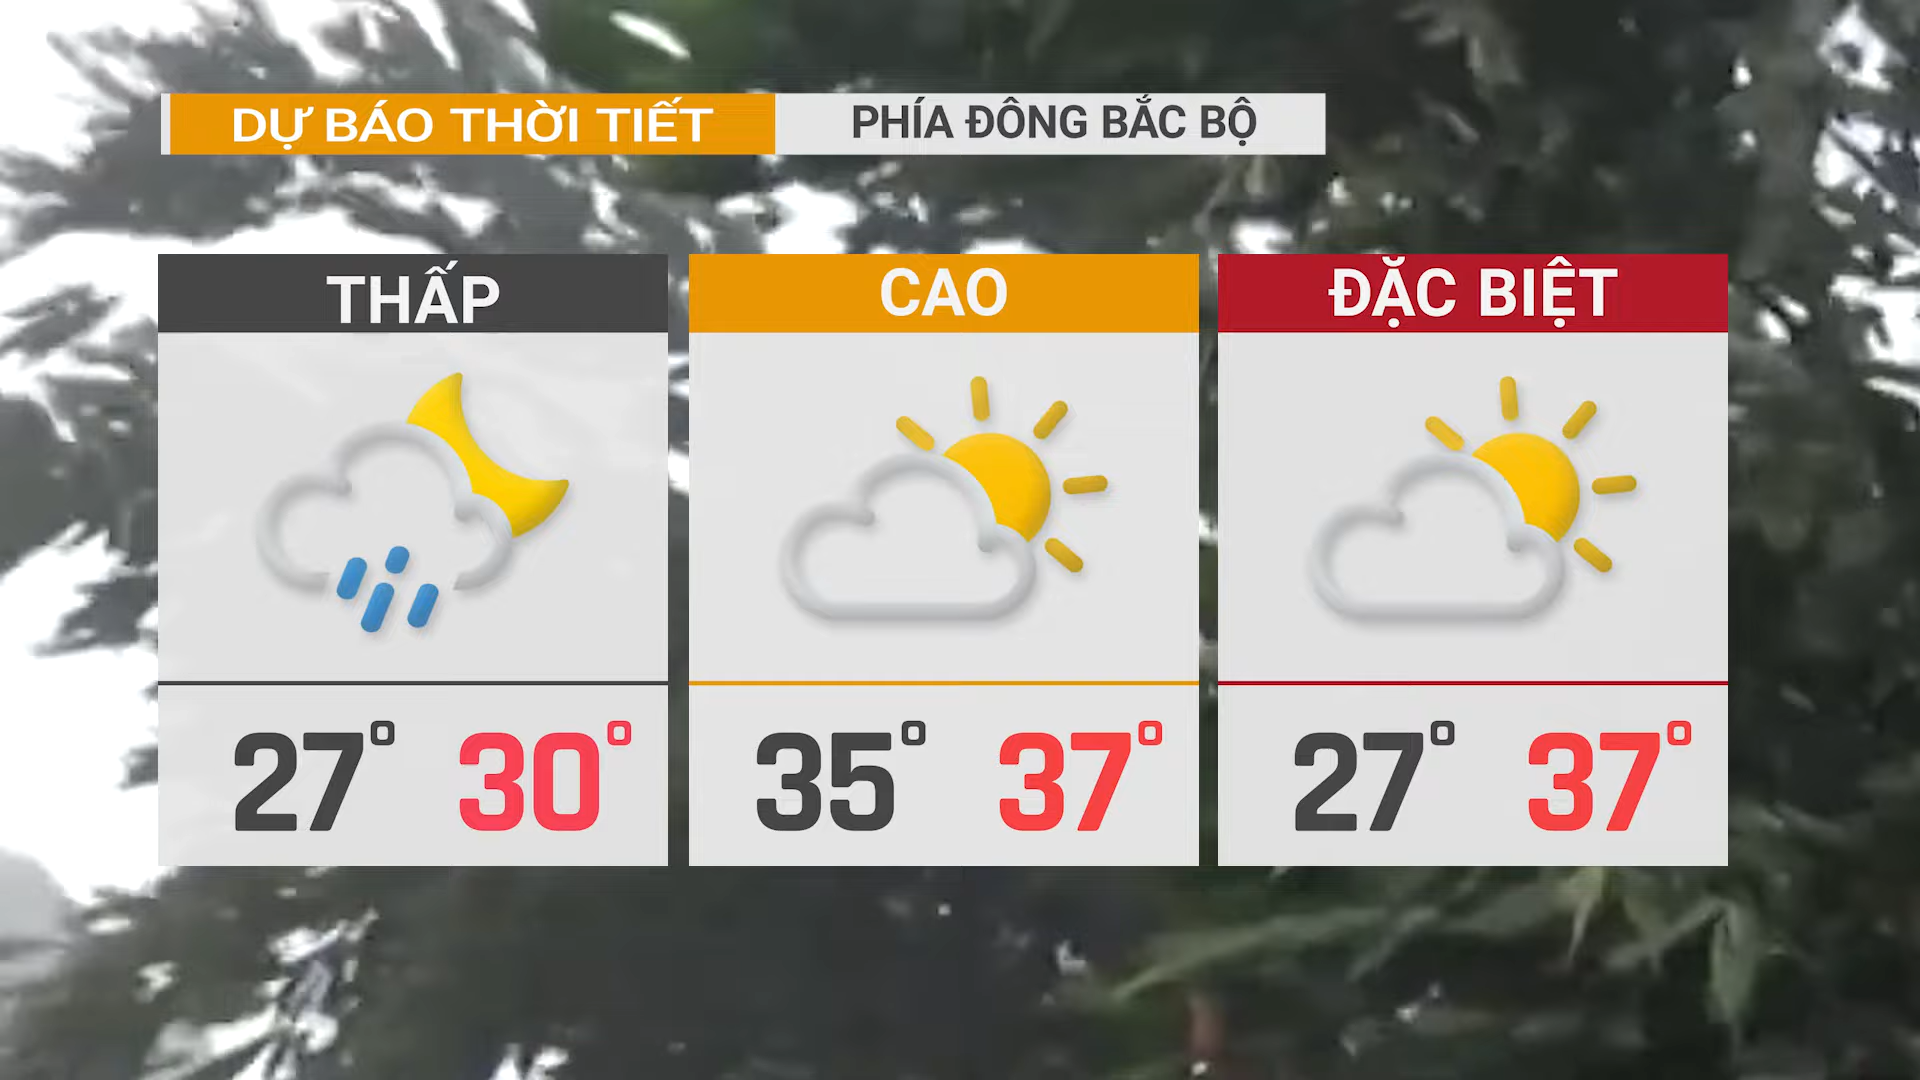 DỰ BÁO THỜI TIẾT
PHÍA ĐÔNG BẮC BỘ
THẤP
CAO
ĐẶC BIỆT
27° 30°
35° 37°
27° 37°